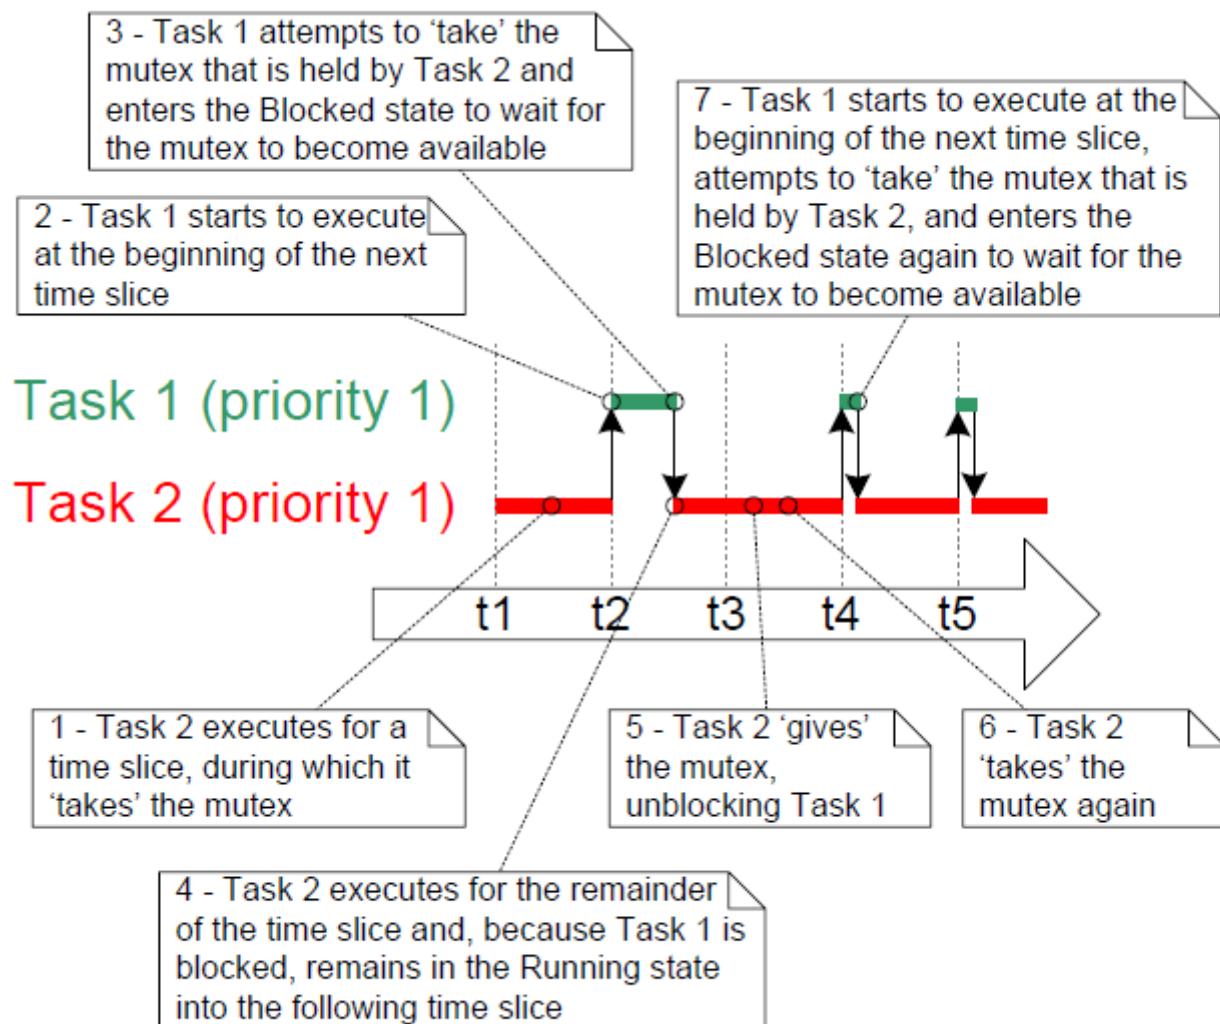 3 - Task 1 attempts to ‘take’ the
mutex that is held by Task 2 and
enters the Blocked state to wait for
the mutex to become available
7 - Task 1 starts to execute at the
beginning of the next time slice,
attempts to ‘take’ the mutex that is
held by Task 2, and enters the
Blocked state again to wait for the
mutex to become available
2 - Task 1 starts to execute
at the beginning of the next
time slice
Task 1 (priority 1)
Task 2 (priority 1)
t1 t2 t3 t4 t5
1 - Task 2 executes for a
time slice, during which it
‘takes’ the mutex
5 - Task 2 ‘gives’
the mutex,
unblocking Task 1
6 - Task 2
‘takes’ the
mutex again
4 - Task 2 executes for the remainder
of the time slice and, because Task 1 is
blocked, remains in the Running state
into the following time slice